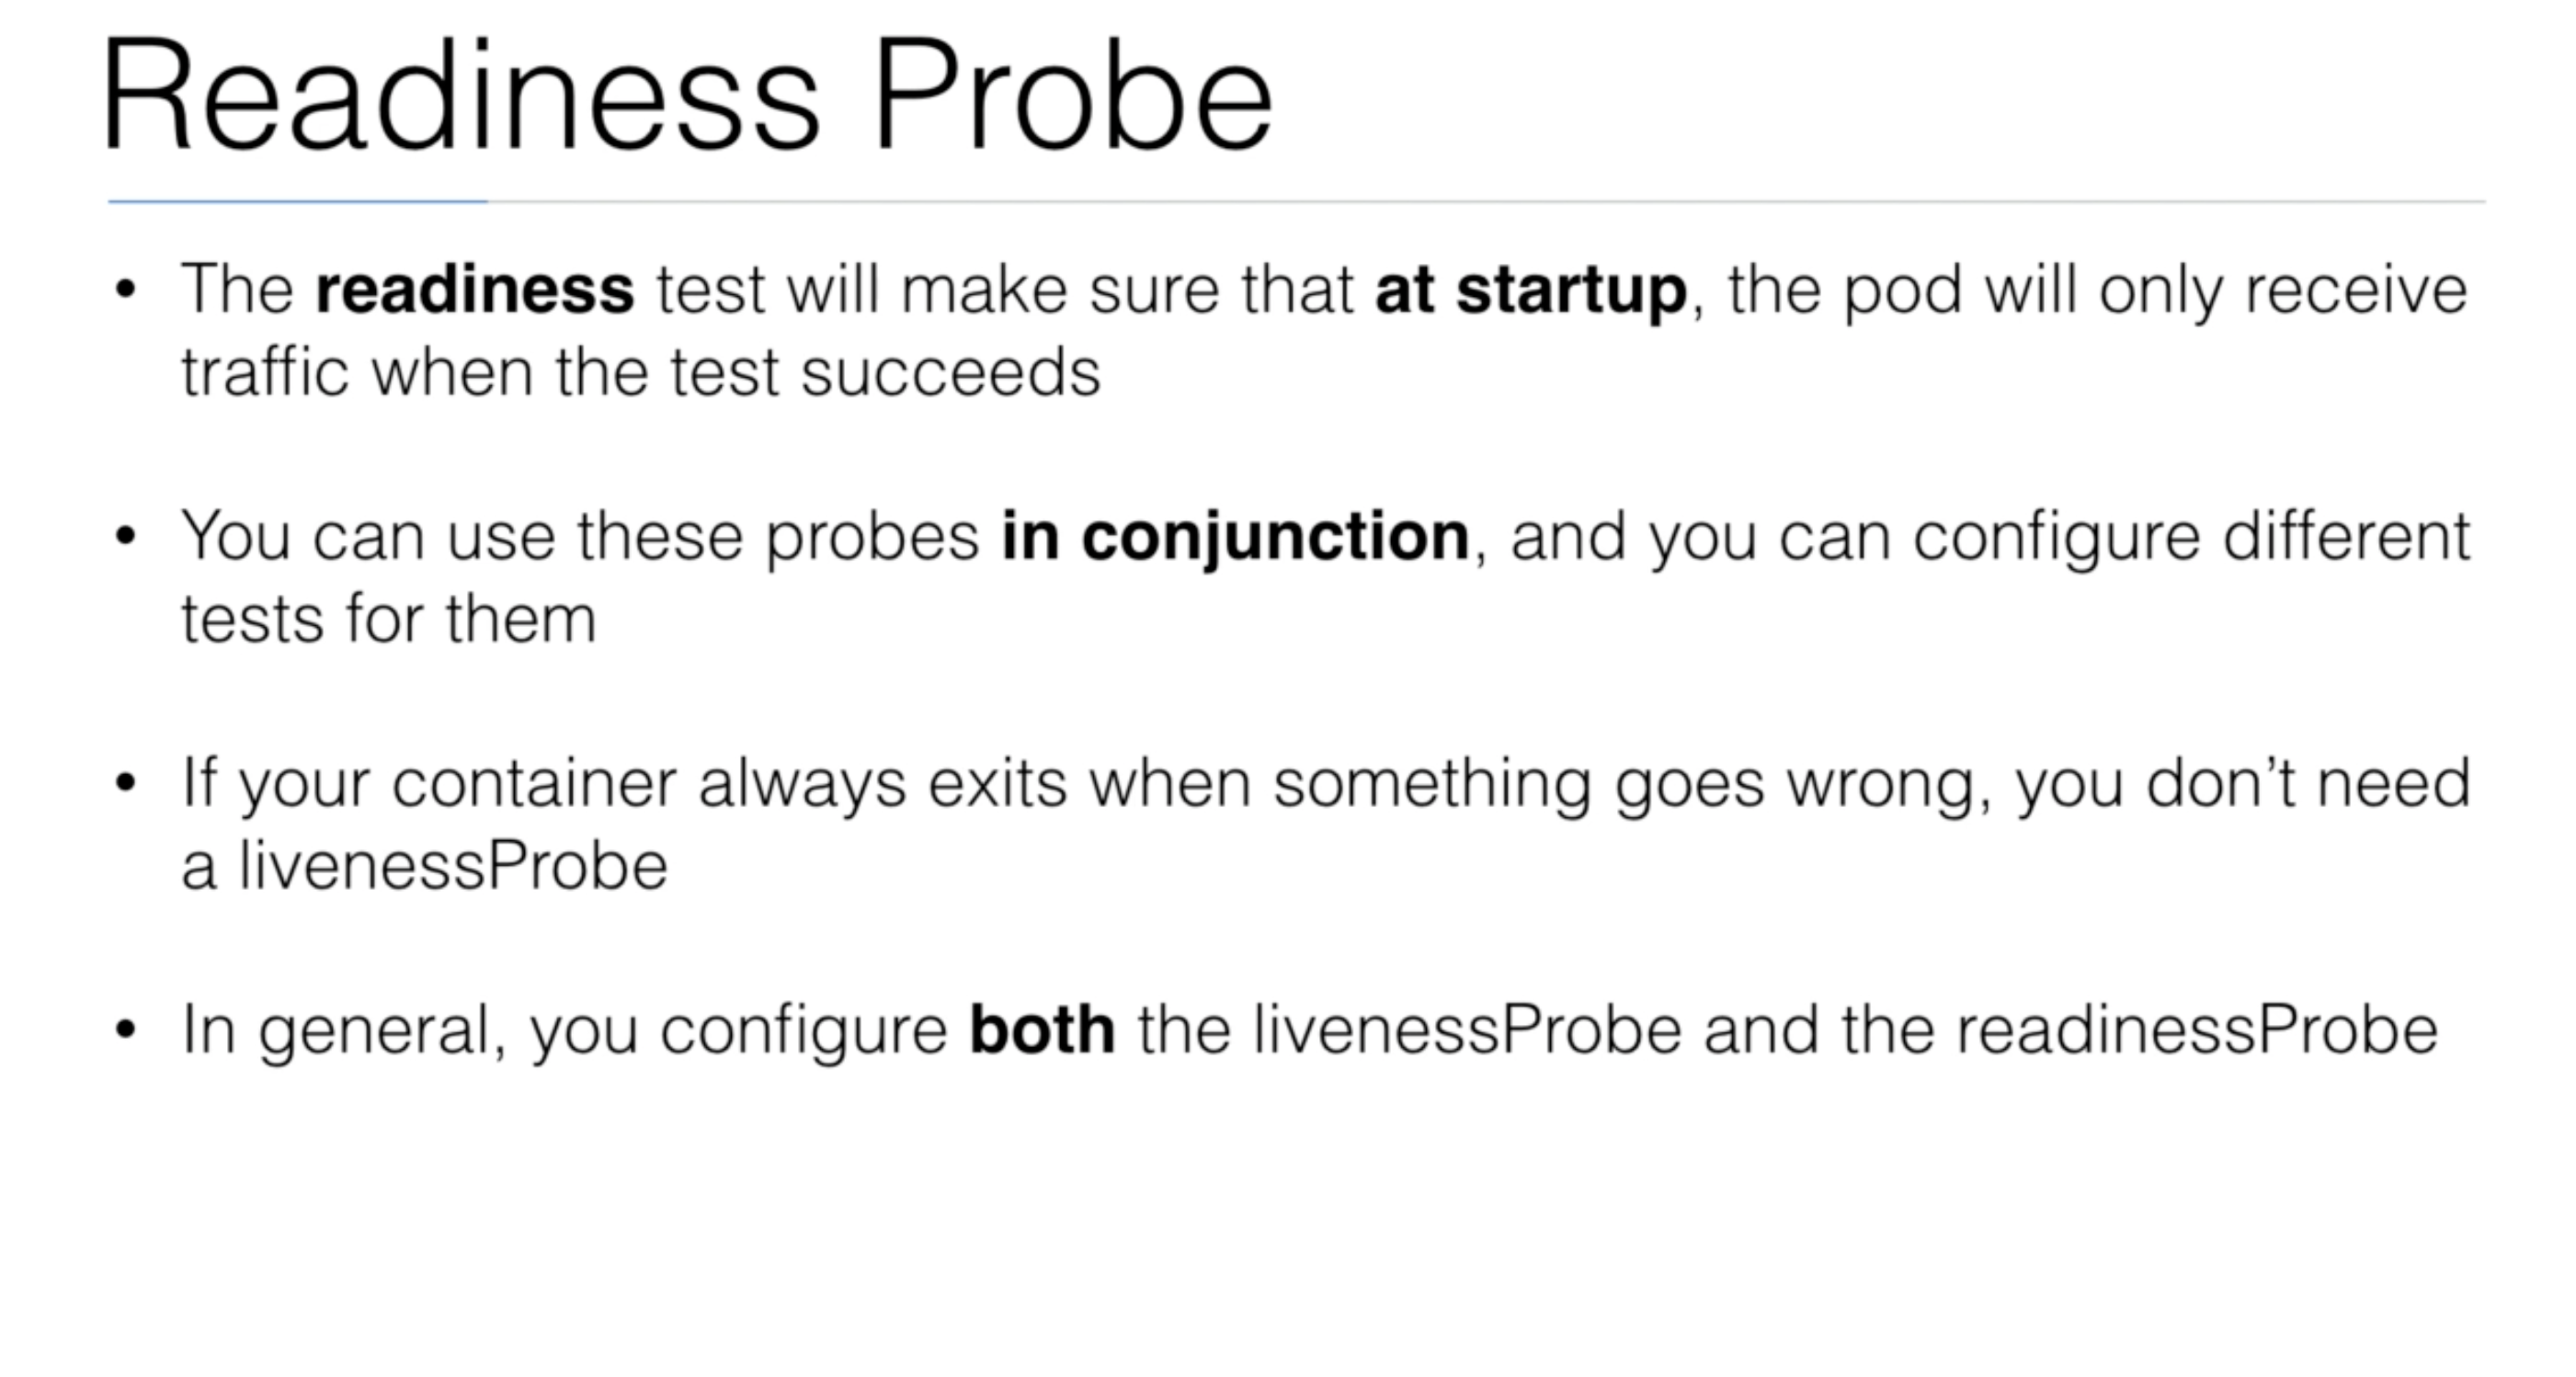 Readiness Probe
• The readiness test will make sure that at startup, the pod will only receive
traffic when the test succeeds
• You can use these probes in conjunction, and you can configure different
tests for them
• If your container always exits when something goes wrong, you don’t need
a livenessProbe
• In general, you configure both the livenessProbe and the readinessProbe